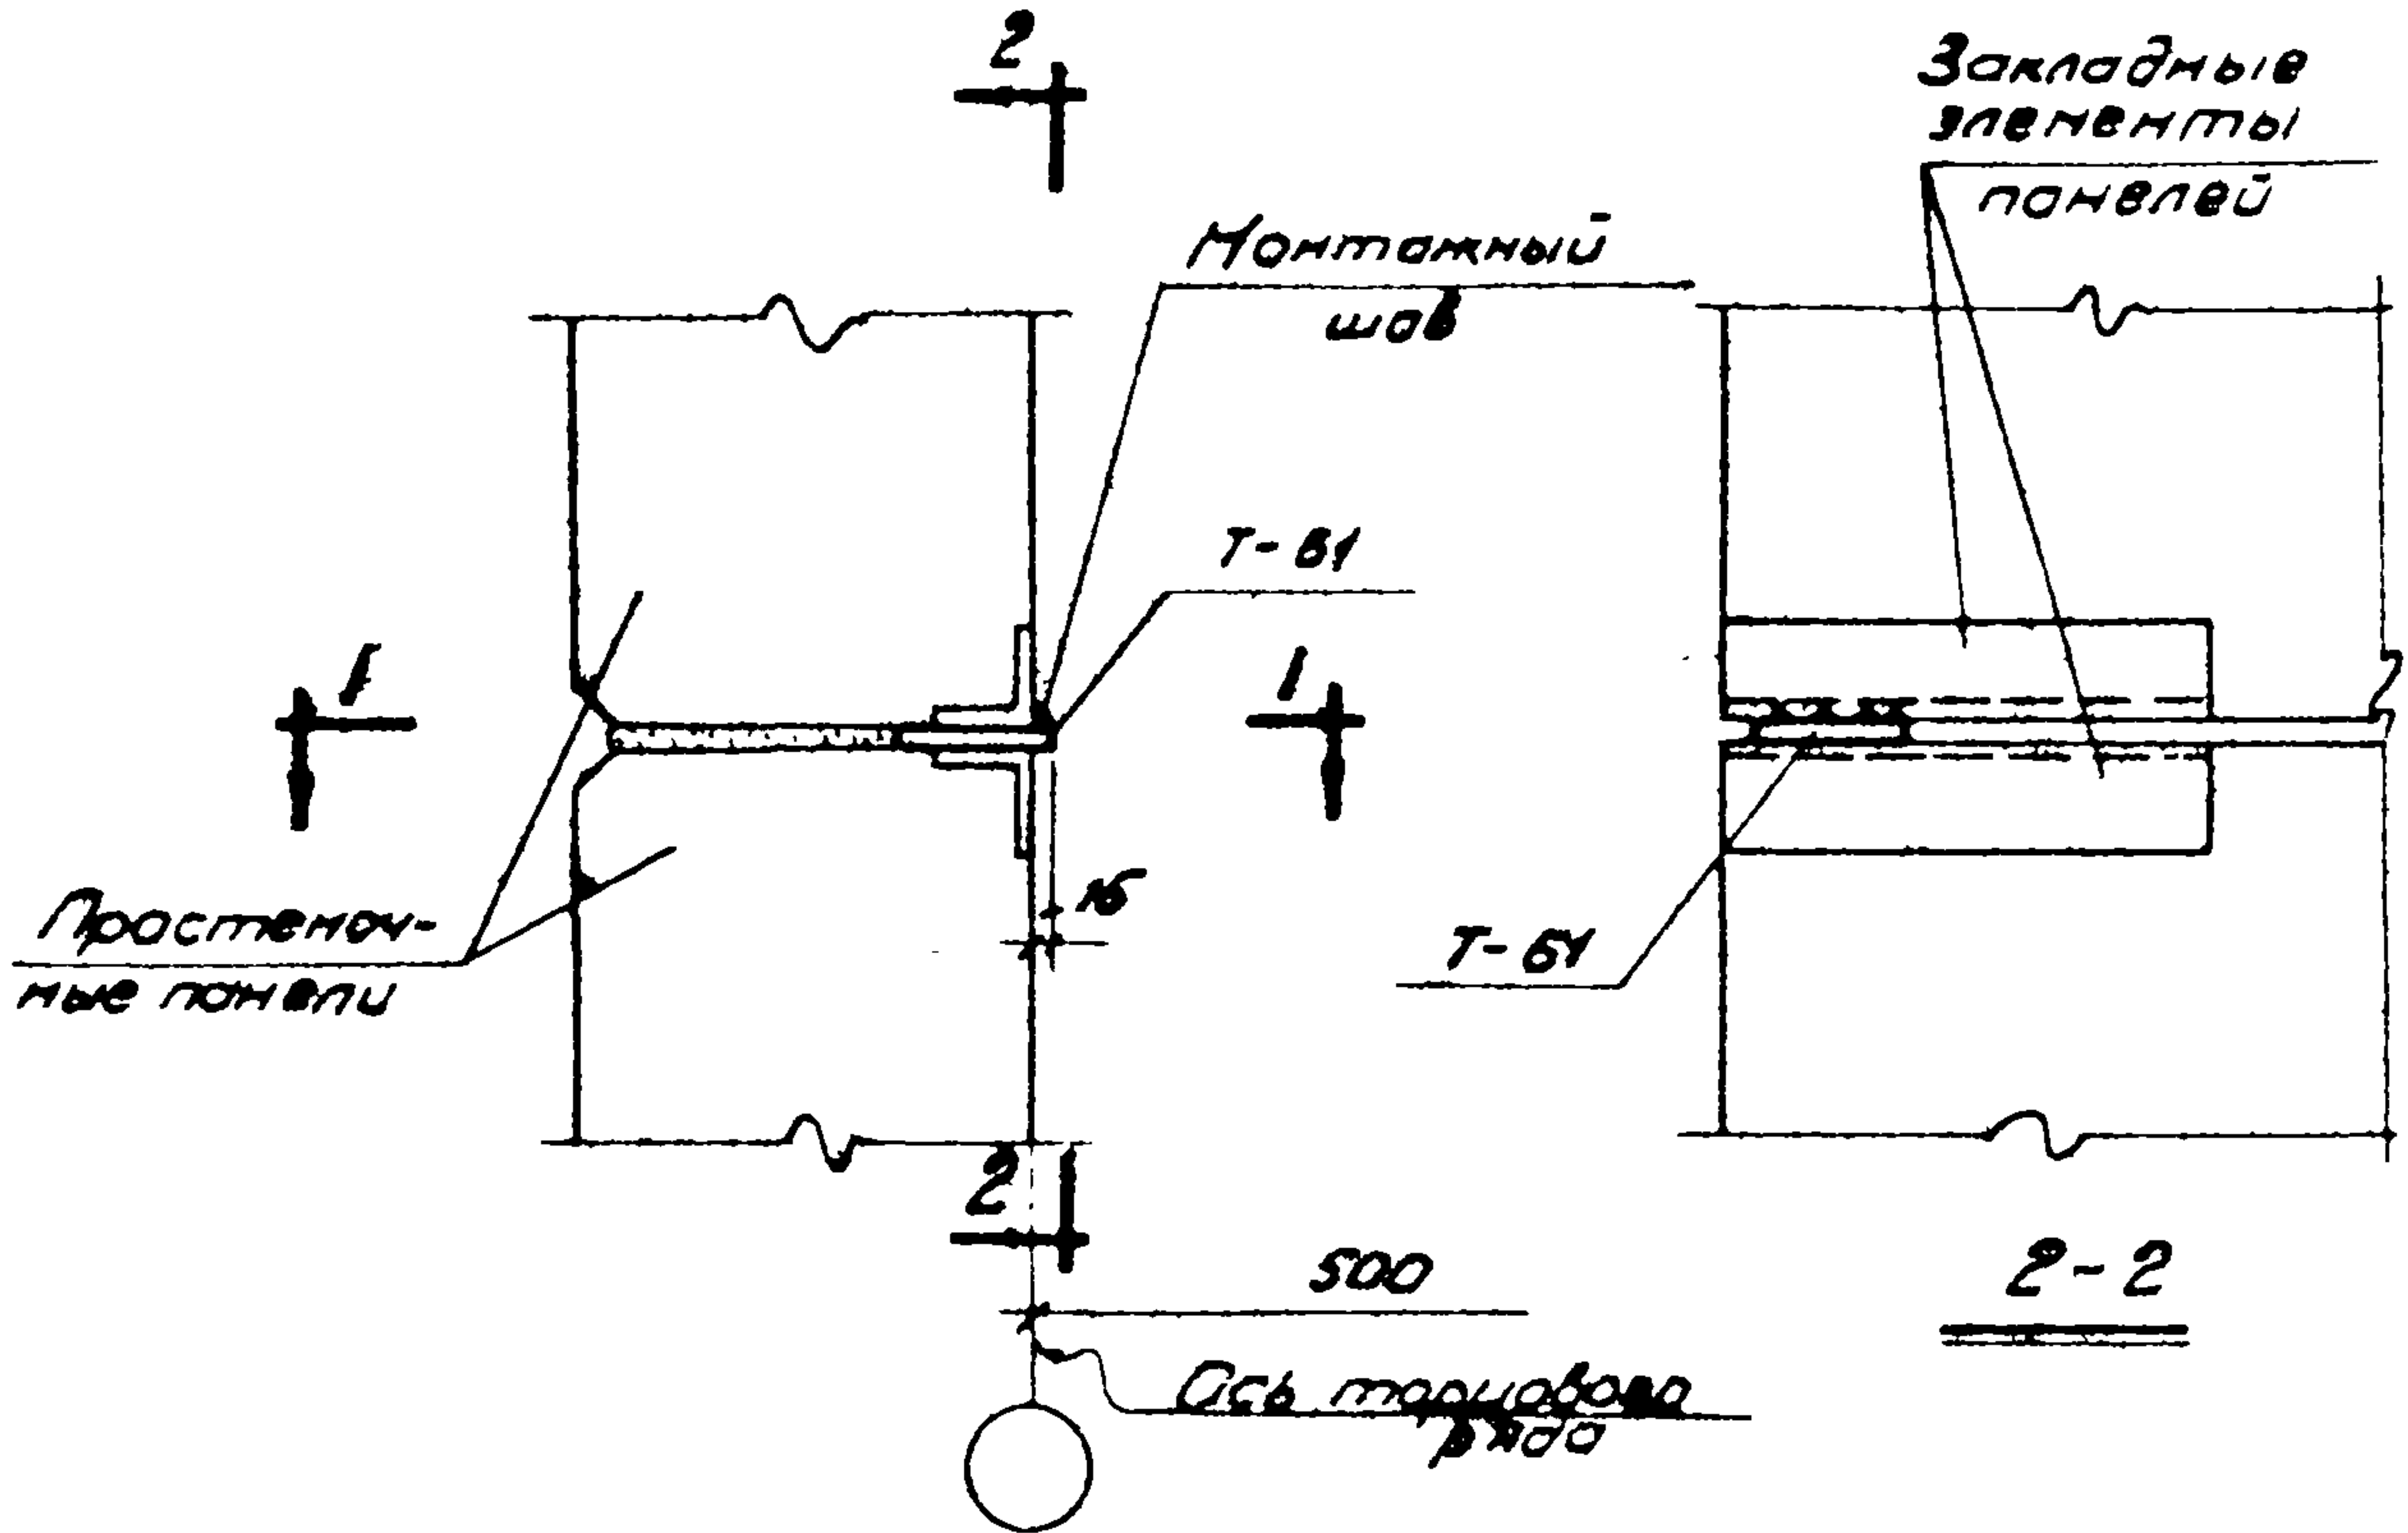 2
Закладные
элементы
панелей
Монтажный
шов
Т-61
1
1
15
Простеноч-
ные панели
Т-61
2
500
2-2
Ось торцового
ряда